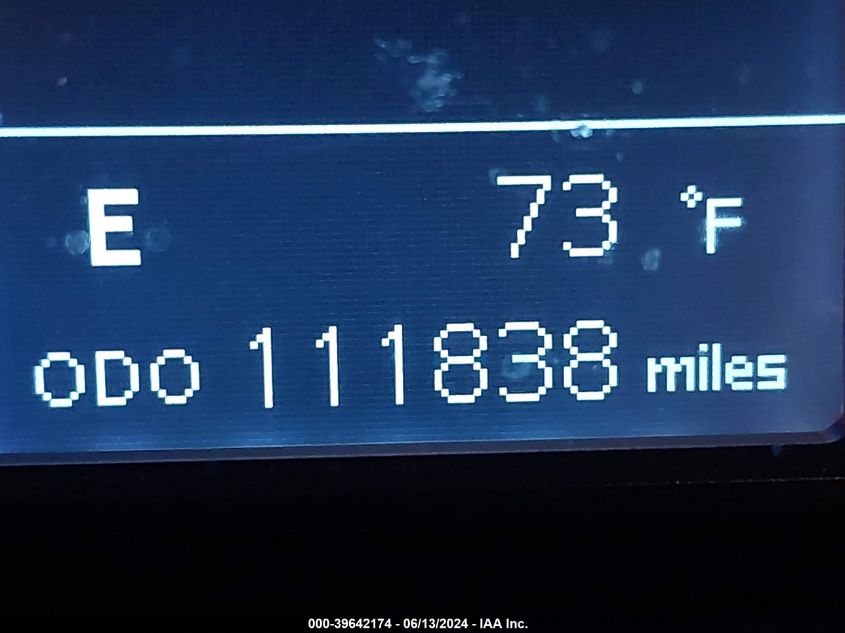 E 73 °F
ODO 111838 miles
000-39642174 - 06/13/2024 - IAA Inc.